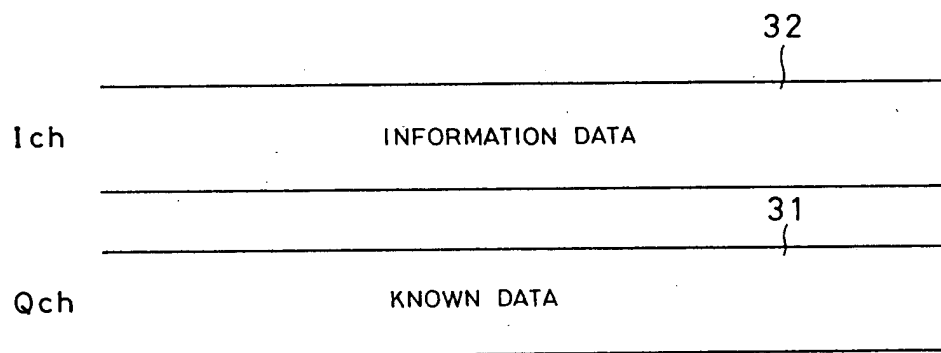 32
Ich INFORMATION DATA
31
Qch KNOWN DATA